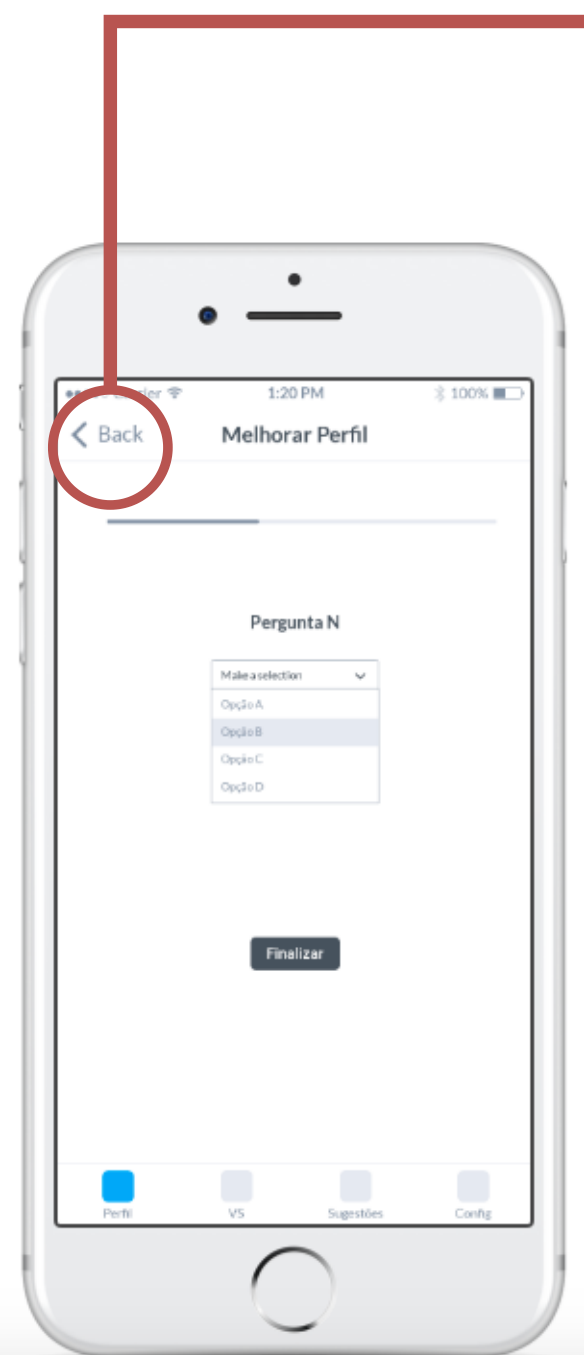 1:20 PM 100%
Back Melhorar Perfil
Pergunta N
Make a selection
Opção A
Opção B
Opção C
Opção D
Finalizar
Perfil VS Sugestões Config